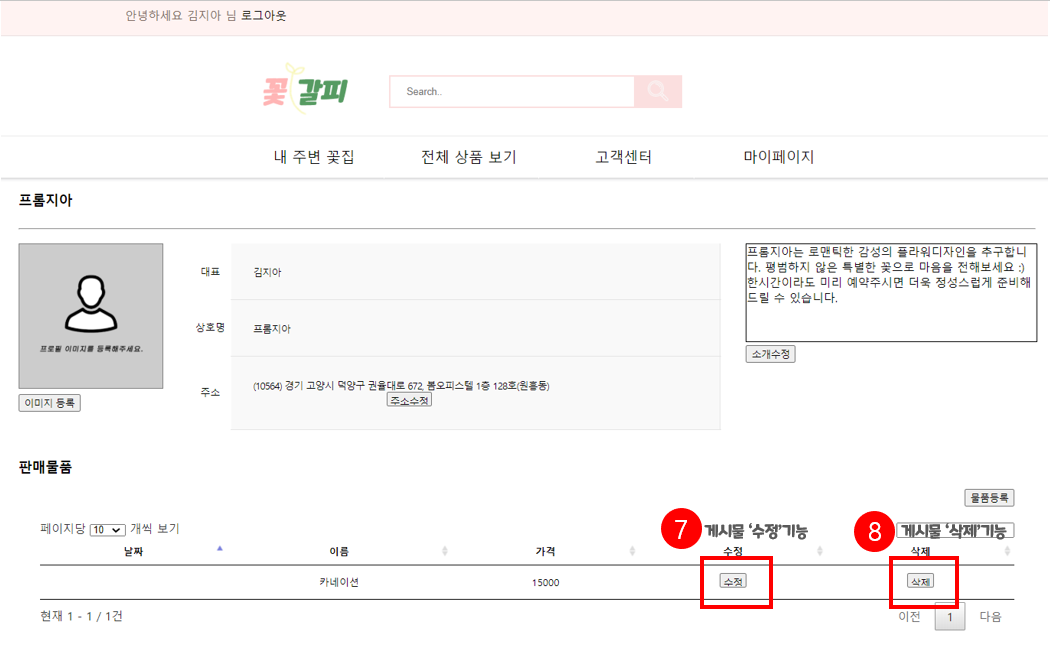 안녕하세요 김지아 님 로그아웃
꽃갈피
Search..
내 주변 꽃집 전체 상품 보기 고객센터 마이페이지
프롬지아
프로필 이미지를 등록해주세요.
이미지 등록
대표 김지아
상호명 프롬지아
주소 (10564) 경기 고양시 덕양구 권율대로 672, 봄오피스텔 1층 128호(원흥동)
주소수정
프롬지아는 로맨틱한 감성의 플라워디자인을 추구합니
다. 평범하지 않은 특별한 꽃으로 마음을 전해보세요 :)
한시간이라도 미리 예약주시면 더욱 정성스럽게 준비해
드릴 수 있습니다.
소개수정
판매물품
물품등록
페이지당 10 개씩 보기
7 게시물 '수정'기능
8 게시물 '삭제'기능
날짜 이름 가격 수정 삭제
카네이션 15000 수정 삭제
현재 1 - 1 / 1건
이전 1 다음